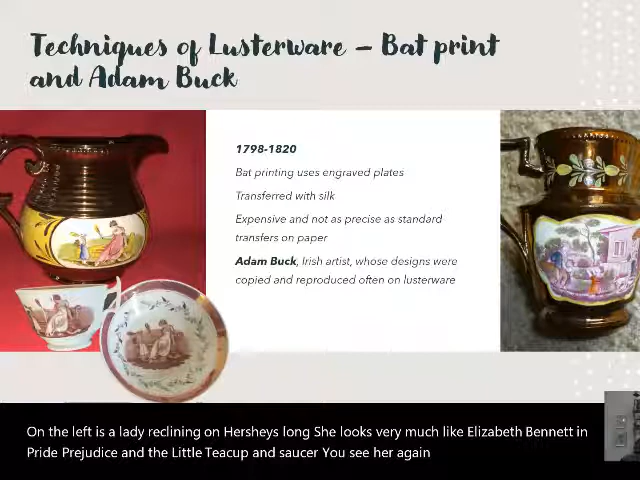 Techniques of Lusterware – Bat print
and Adam Buck
1798-1820
Bat printing uses engraved plates
Transferred with silk
Expensive and not as precise as standard
transfers on paper
Adam Buck, Irish artist, whose designs were
copied and reproduced often on lusterware
On the left is a lady reclining on Hersheys long She looks very much like Elizabeth Bennett in
Pride Prejudice and the Little Teacup and saucer You see her again